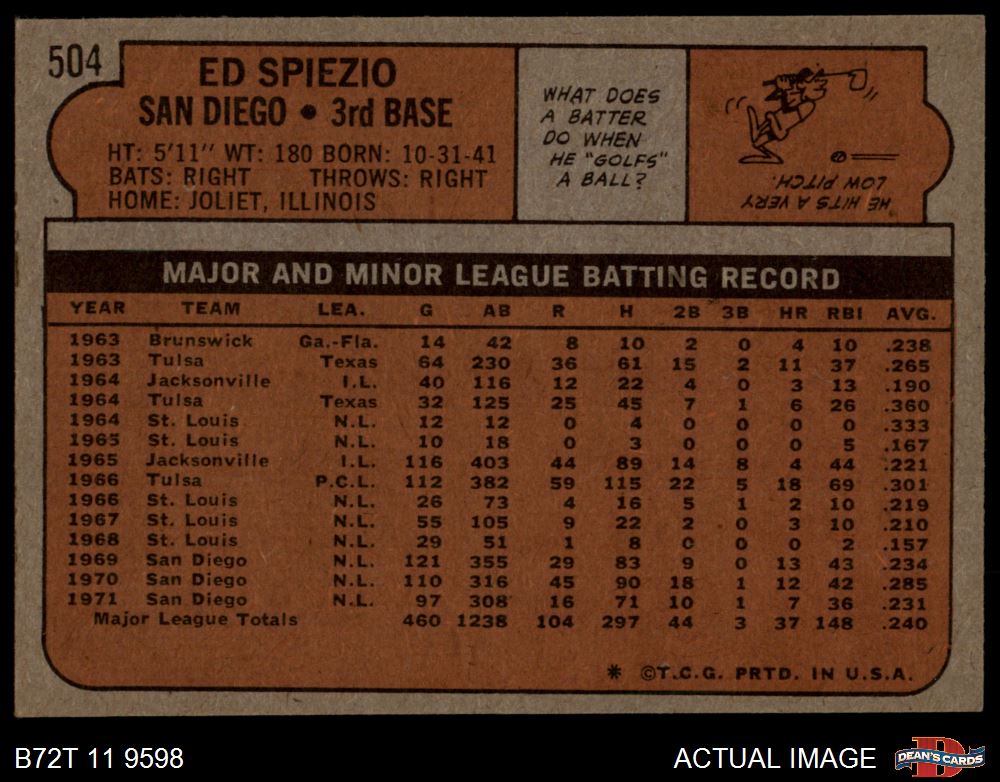 504
ED SPIEZIO
SAN DIEGO • 3rd BASE
HT: 5'11" WT: 180 BORN: 10-31-41
BATS: RIGHT THROWS: RIGHT
HOME: JOLIET, ILLINOIS
WHAT DOES
A BATTER
DO WHEN
HE "GOLFS"
A BALL?
HE HITS A VERY
LOW PITCH.
MAJOR AND MINOR LEAGUE BATTING RECORD
YEAR TEAM LEA. G AB R H 2B 3B HR RBI AVG.
1963 Brunswick Ga.-Fla. 14 42 8 10 2 0 4 10 .238
1963 Tulsa Texas 64 230 36 61 15 2 11 37 .265
1964 Jacksonville I.L. 40 116 12 22 4 0 3 13 .190
1964 Tulsa Texas 32 125 25 45 7 1 6 26 .360
1964 St. Louis N.L. 12 12 0 4 0 0 0 0 .333
1965 St. Louis N.L. 10 18 0 3 0 0 0 5 .167
1965 Jacksonville I.L. 116 403 44 89 14 8 4 44 .221
1966 Tulsa P.C.L. 112 382 59 115 22 5 18 69 .301
1966 St. Louis N.L. 26 73 4 16 5 1 2 10 .219
1967 St. Louis N.L. 55 105 9 22 2 0 3 10 .210
1968 St. Louis N.L. 29 51 1 8 0 0 0 2 .157
1969 San Diego N.L. 121 355 29 83 9 0 13 43 .234
1970 San Diego N.L. 110 316 45 90 18 1 12 42 .285
1971 San Diego N.L. 97 308 16 71 10 1 7 36 .231
Major League Totals 460 1238 104 297 44 3 37 148 .240
* ©T.C.G. PRTD. IN U.S.A.
B72T 11 9598
ACTUAL IMAGE
D
DEAN'S CARDS